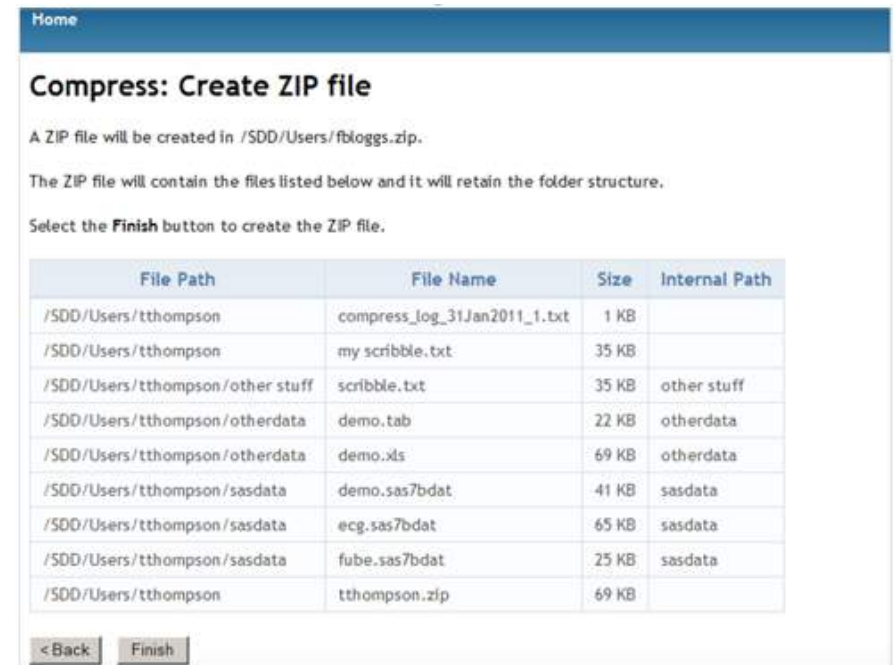 Home
Compress: Create ZIP file
A ZIP file will be created in /SDD/Users/fbloggs.zip.
The ZIP file will contain the files listed below and it will retain the folder structure.
Select the Finish button to create the ZIP file.
File Path File Name Size Internal Path
/SDD/Users/tthompson compress_log_31Jan2011_1.txt 1 KB
/SDD/Users/tthompson my scribble.txt 35 KB
/SDD/Users/tthompson/other stuff scribble.txt 35 KB other stuff
/SDD/Users/tthompson/otherdata demo.tab 22 KB otherdata
/SDD/Users/tthompson/otherdata demo.xls 69 KB otherdata
/SDD/Users/tthompson/sasdata demo.sas7bdat 41 KB sasdata
/SDD/Users/tthompson/sasdata ecg.sas7bdat 65 KB sasdata
/SDD/Users/tthompson/sasdata fube.sas7bdat 25 KB sasdata
/SDD/Users/tthompson tthompson.zip 69 KB
< Back Finish